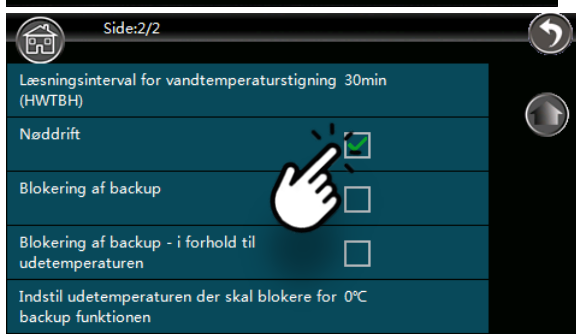 Side:2/2
Læsningsinterval for vandtemperaturstigning 30min
(HWTBH)
Nøddrift
Blokering af backup
Blokering af backup - i forhold til
udetemperaturen
Indstil udetemperaturen der skal blokere for 0℃
backup funktionen